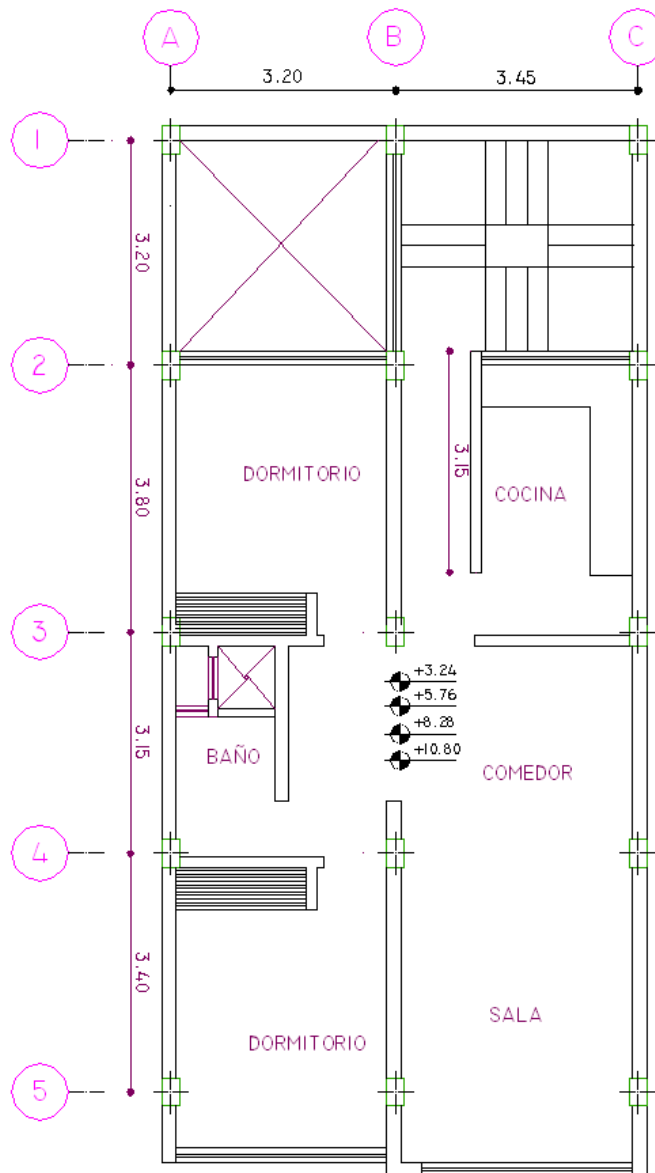 A B C
3.20 3.45
1
3.20
2
3.15
DORMITORIO
3.80
COCINA
3
+3.24
+5.76
+8.28
+10.80
3.15
BAÑO
COMEDOR
4
3.40
SALA
DORMITORIO
5